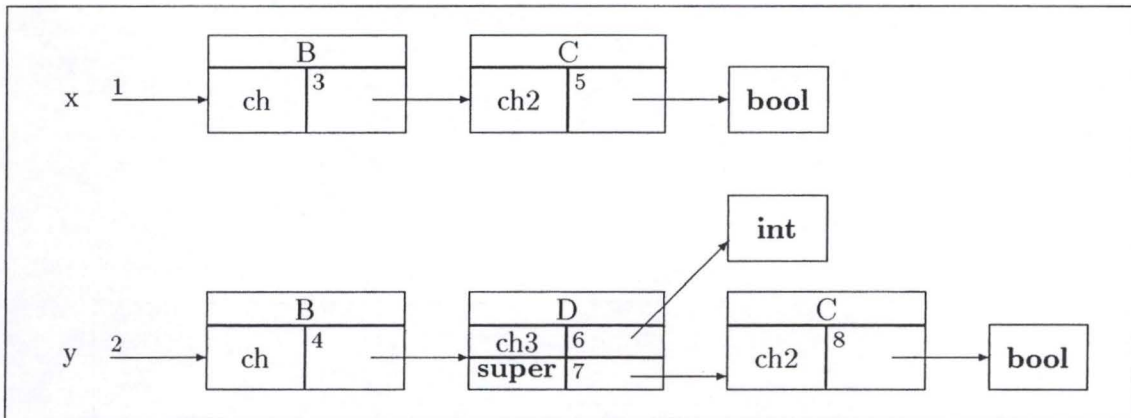 B C
x 1 ch 3 ch2 5 bool
int
B D C
y 2 ch 4 ch3 6 ch2 8 bool
super 7